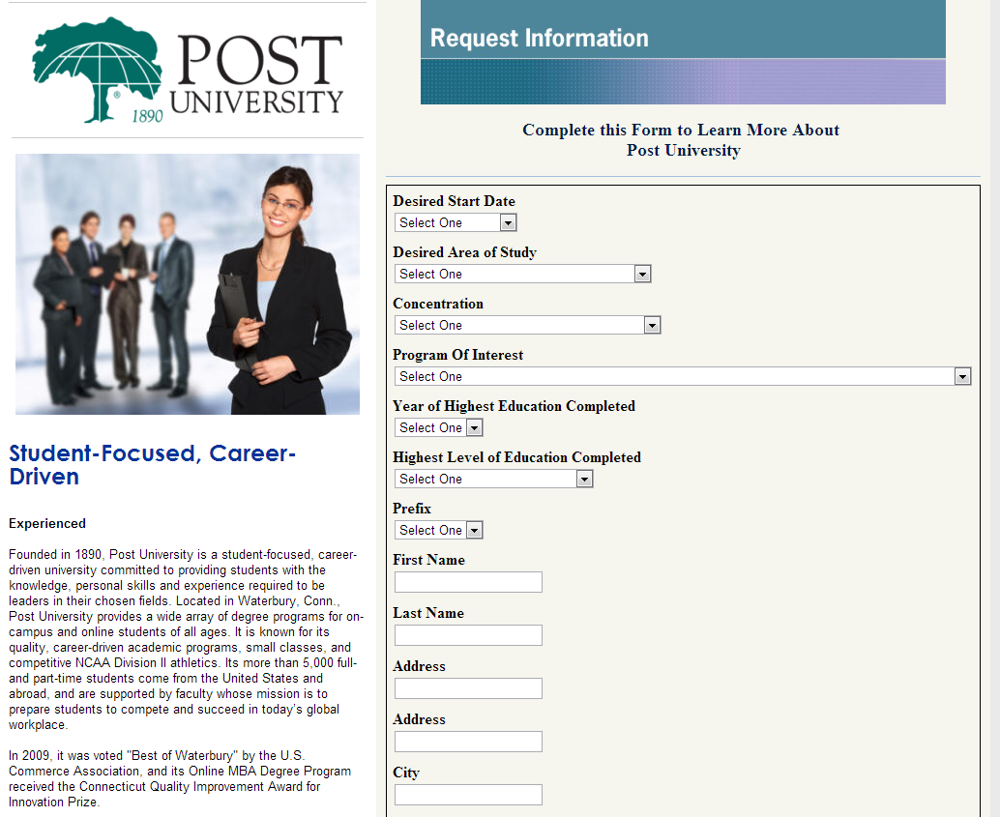 POST
UNIVERSITY
®
1890
Student-Focused, Career-
Driven
Experienced
Founded in 1890, Post University is a student-focused, career-
driven university committed to providing students with the
knowledge, personal skills and experience required to be
leaders in their chosen fields. Located in Waterbury, Conn.,
Post University provides a wide array of degree programs for on-
campus and online students of all ages. It is known for its
quality, career-driven academic programs, small classes, and
competitive NCAA Division II athletics. Its more than 5,000 full-
and part-time students come from the United States and
abroad, and are supported by faculty whose mission is to
prepare students to compete and succeed in today's global
workplace.
In 2009, it was voted "Best of Waterbury" by the U.S.
Commerce Association, and its Online MBA Degree Program
received the Connecticut Quality Improvement Award for
Innovation Prize.
Request Information
Complete this Form to Learn More About
Post University
Desired Start Date
Select One
Desired Area of Study
Select One
Concentration
Select One
Program Of Interest
Select One
Year of Highest Education Completed
Select One
Highest Level of Education Completed
Select One
Prefix
Select One
First Name
Last Name
Address
Address
City